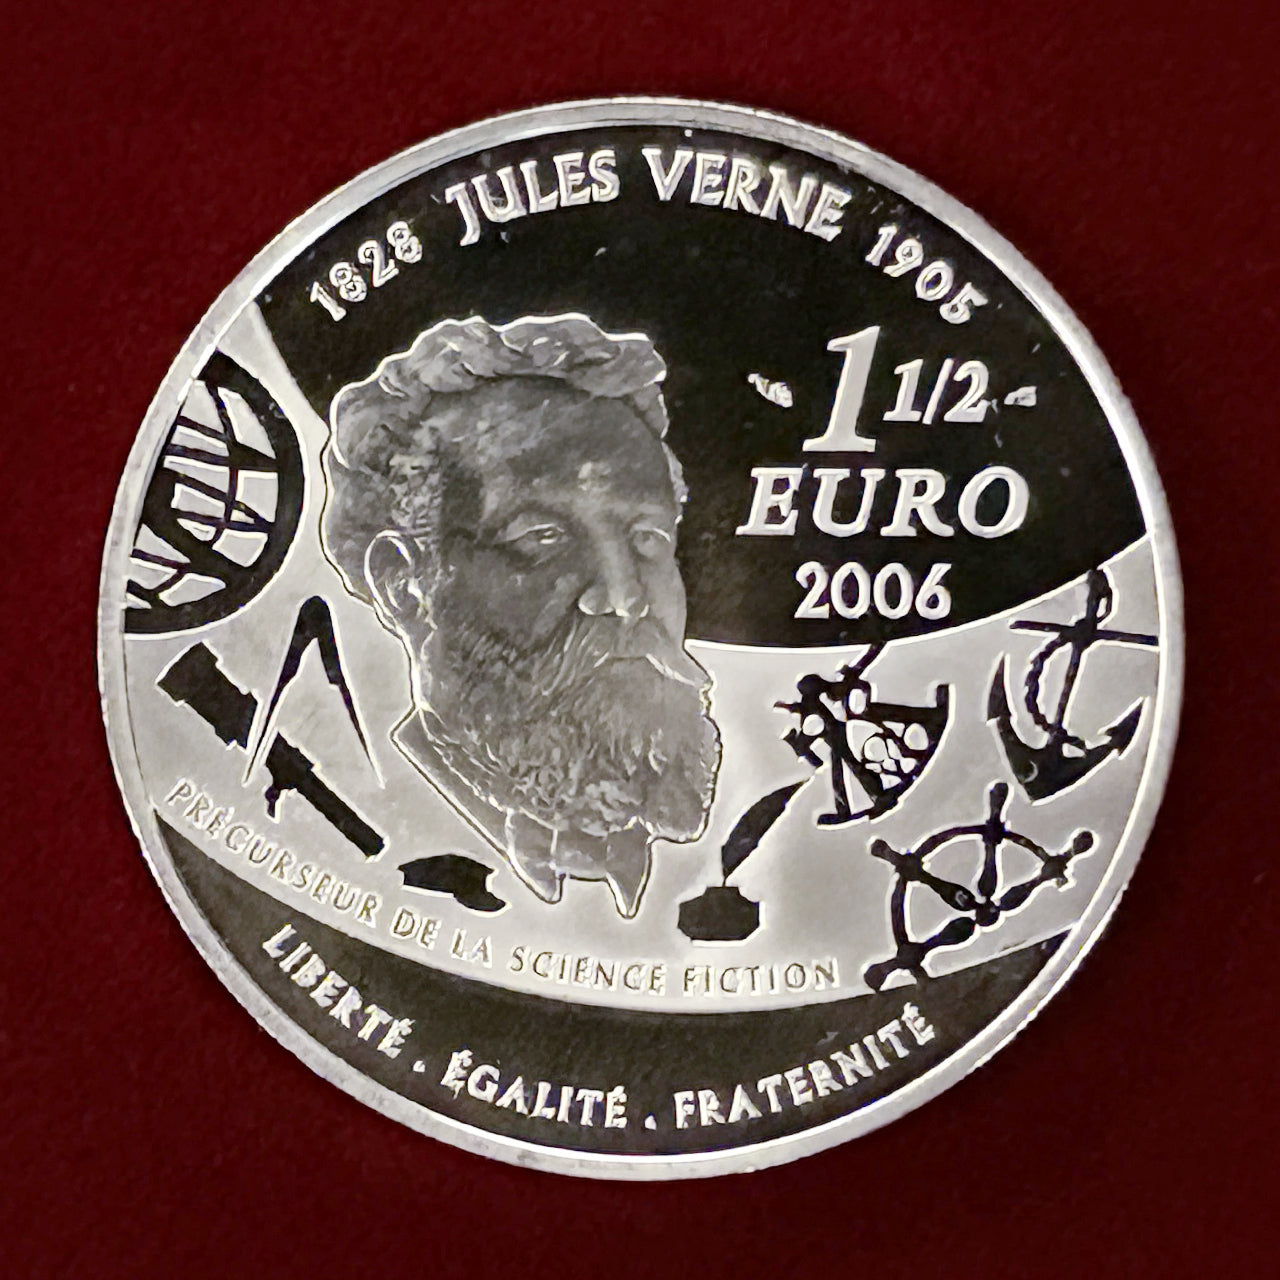 1828 JULES VERNE 1905
1 1/2
EURO
2006
PRÉCURSEUR DE LA SCIENCE FICTION
LIBERTÉ . ÉGALITÉ . FRATERNITÉ